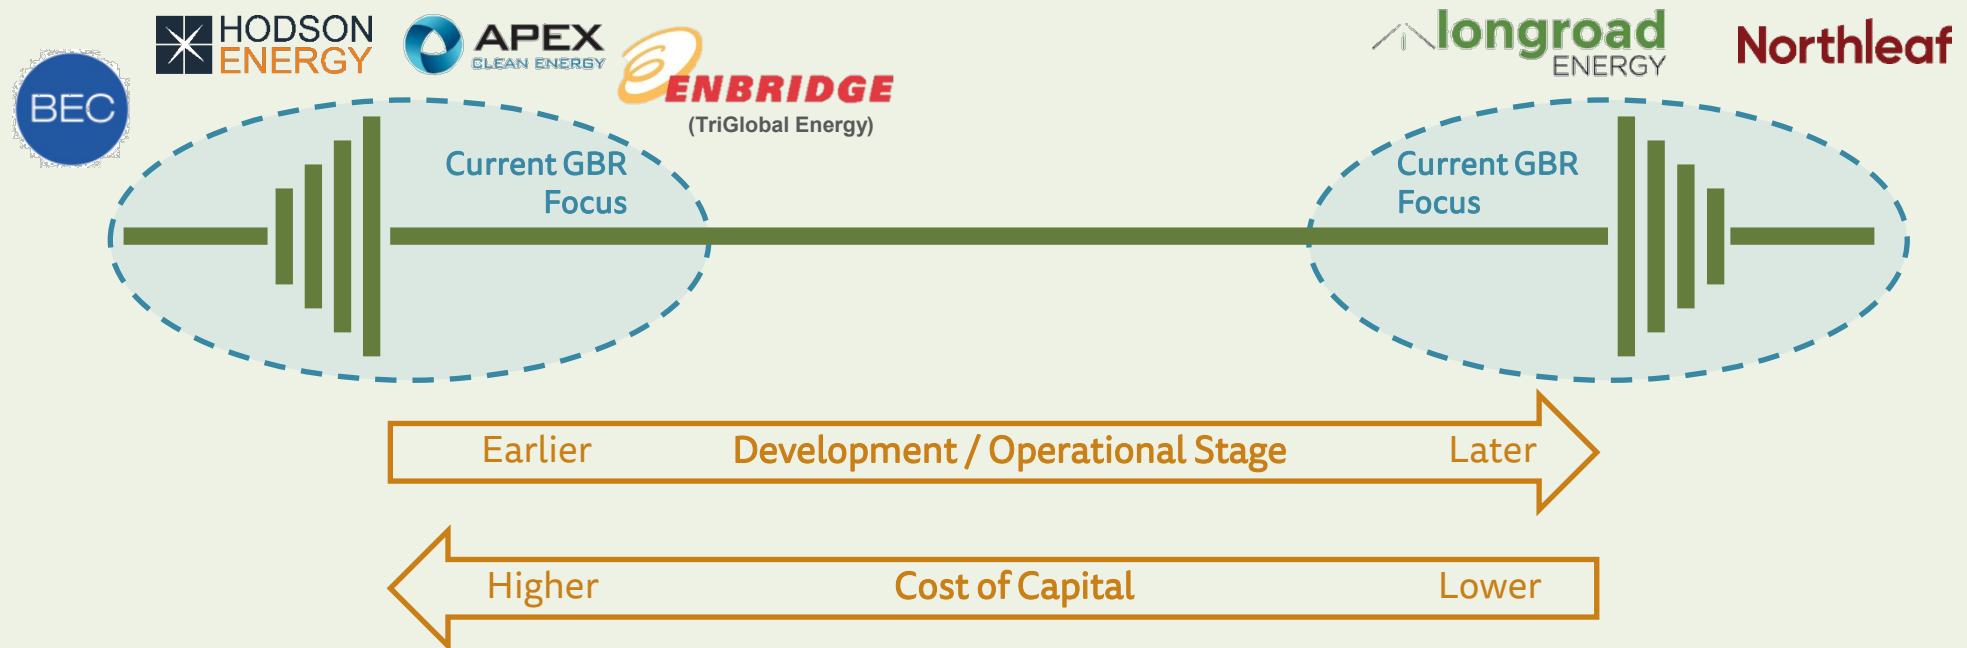 BEC
HODSON
ENERGY
APEX
CLEAN ENERGY
ENBRIDGE
(TriGlobal Energy)
longroad
ENERGY
Northleaf
Current GBR
Focus
Current GBR
Focus
Earlier Development / Operational Stage Later
Higher Cost of Capital Lower